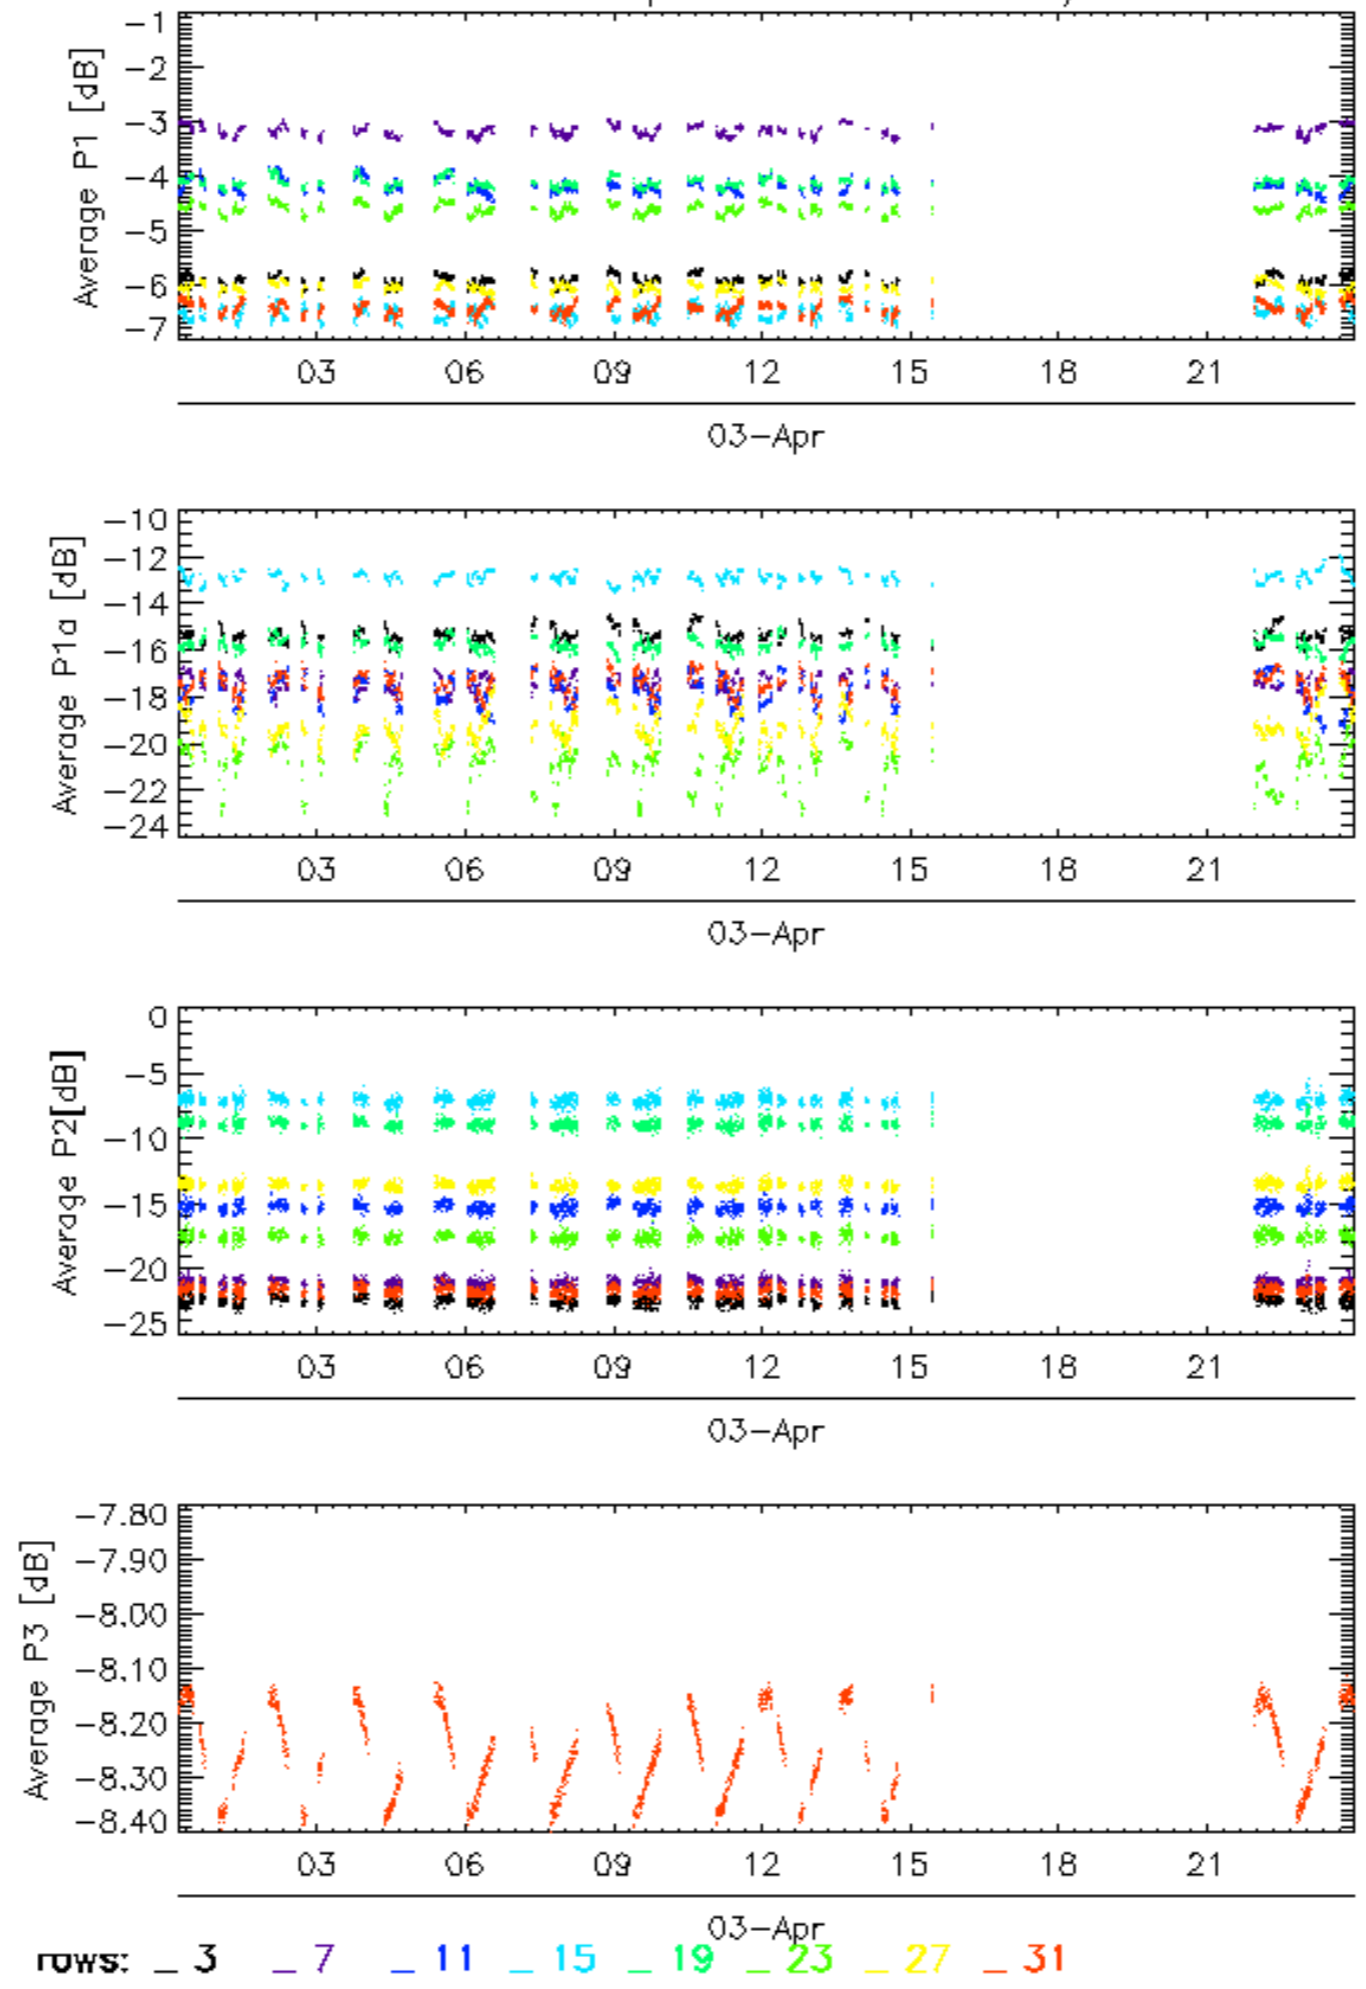 Average P1 [dB]
-1
-2
-3
-4
-5
-6
-7
03 06 09 12 15 18 21
03-Apr
Average P1a [dB]
-10
-12
-14
-16
-18
-20
-22
-24
03 06 09 12 15 18 21
03-Apr
Average P2[dB]
0
-5
-10
-15
-20
-25
03 06 09 12 15 18 21
03-Apr
Average P3 [dB]
-7.80
-7.90
-8.00
-8.10
-8.20
-8.30
-8.40
03 06 09 12 15 18 21
03-Apr
rows: _ 3 _ 7 _ 11 _ 15 _ 19 _ 23 _ 27 _ 31